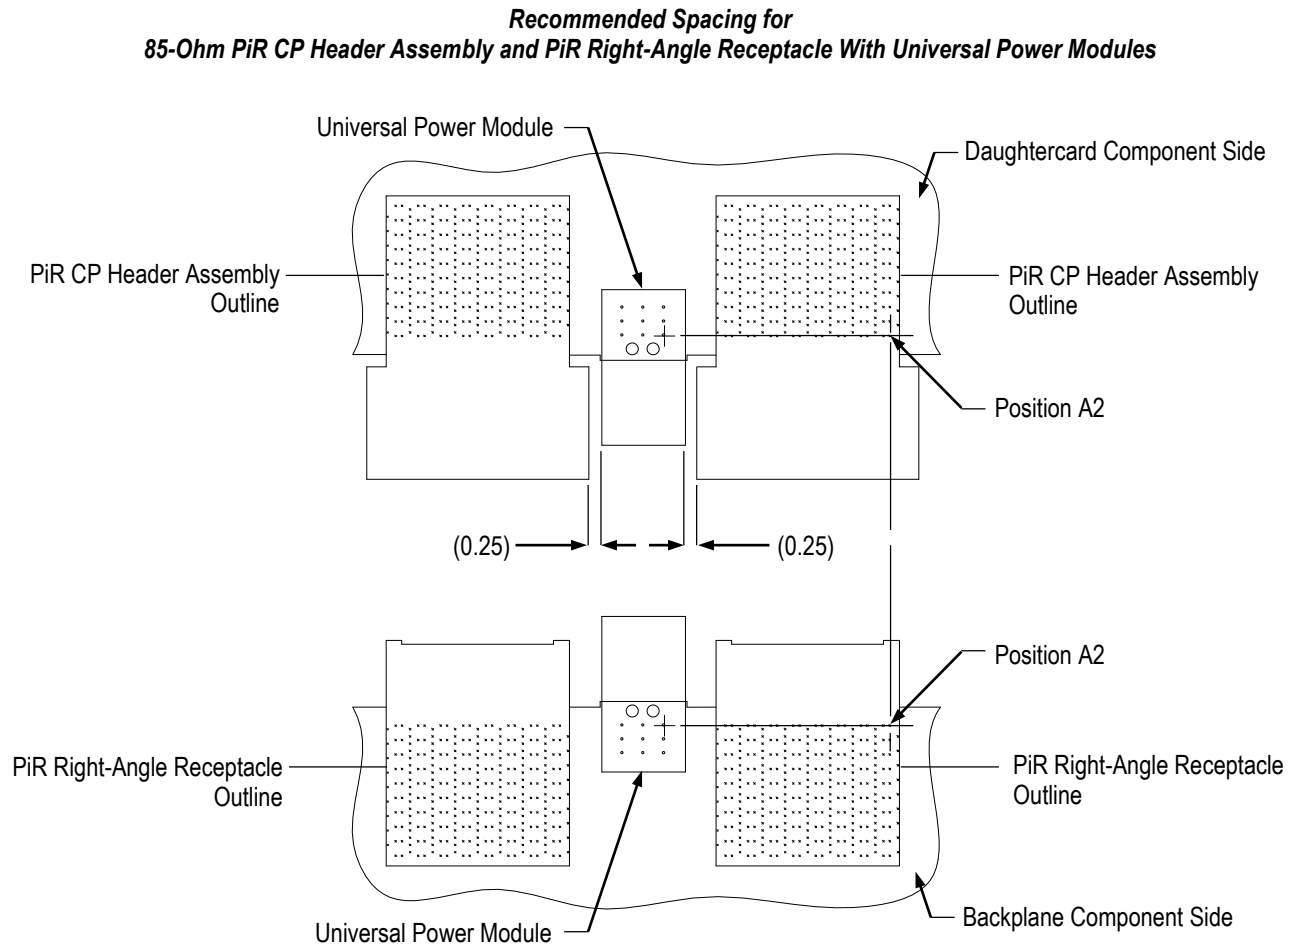 Recommended Spacing for
85-Ohm PiR CP Header Assembly and PiR Right-Angle Receptacle With Universal Power Modules
Universal Power Module
Daughtercard Component Side
PiR CP Header Assembly
Outline
PiR CP Header Assembly
Outline
Position A2
(0.25)
(0.25)
Position A2
PiR Right-Angle Receptacle
Outline
PiR Right-Angle Receptacle
Outline
Universal Power Module
Backplane Component Side